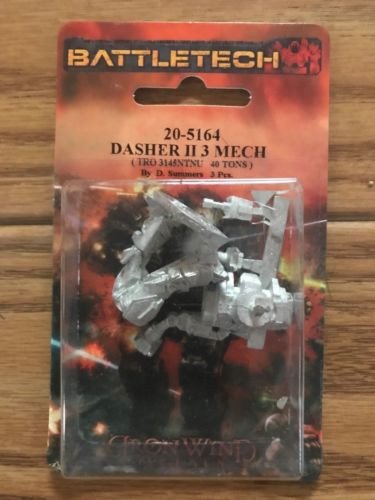 BATTLETECH
20-5164
DASHER II 3 MECH
( TRO 3145NTNU 40 TONS )
By D. Summers 3 Pcs.
IRONWIND